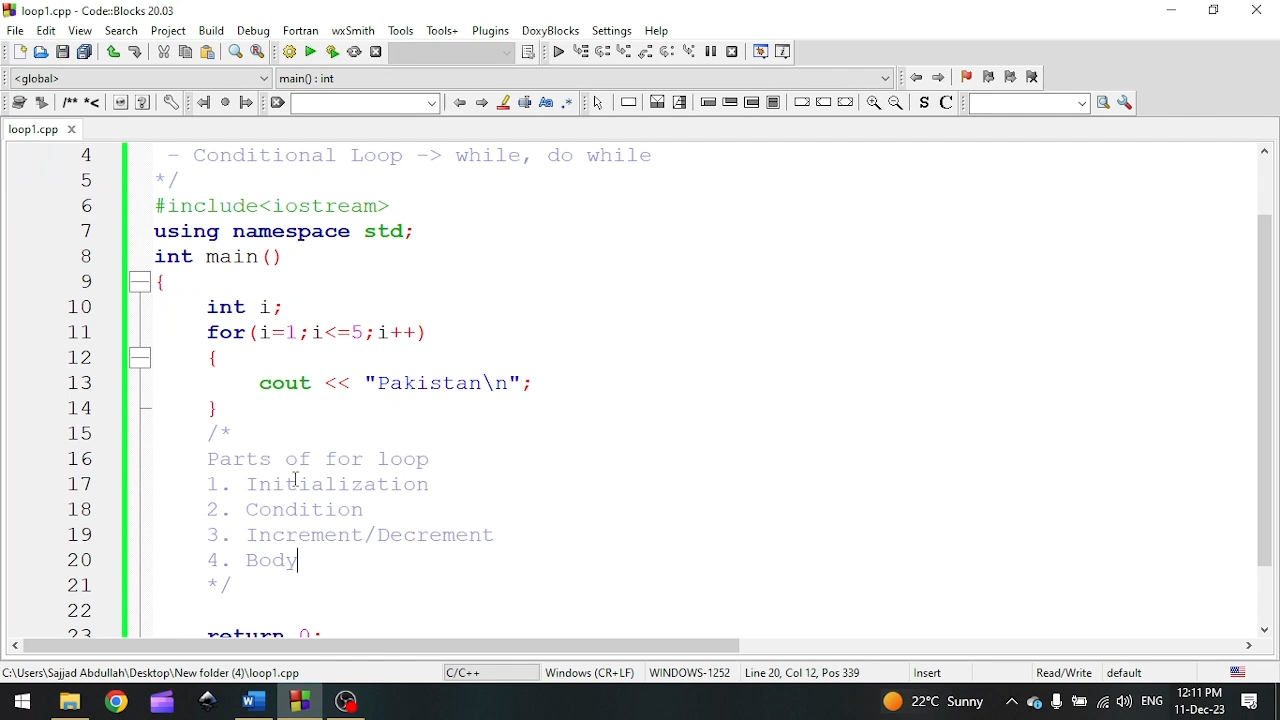 loop1.cpp - Code::Blocks 20.03
File Edit View Search Project Build Debug Fortran wxSmith Tools Tools+ Plugins DoxyBlocks Settings Help
<global> main() : int
/** *< Aa .* S C
loop1.cpp
4 - Conditional Loop -> while, do while
5 */
6 #include<iostream>
7 using namespace std;
8 int main()
9 {
10 int i;
11 for(i=1;i<=5;i++)
12 {
13 cout << "Pakistan\n";
14 }
15 /*
16 Parts of for loop
17 1. Initialization
18 2. Condition
19 3. Increment/Decrement
20 4. Body
21 */
22
23 return 0;
C:\Users\Sajjad Abdullah\Desktop\New folder (4)\loop1.cpp C/C++ Windows (CR+LF) WINDOWS-1252 Line 20, Col 12, Pos 339 Insert Read/Write default
22°C Sunny ENG 12:11 PM
11-Dec-23